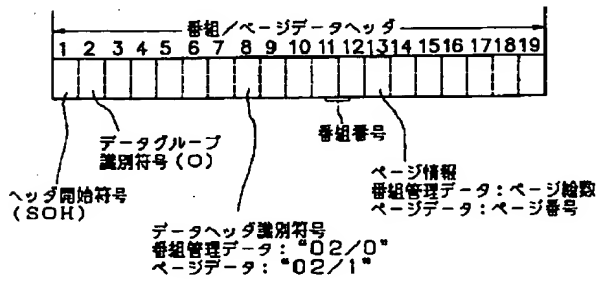 番組/ページデータヘッダ
1 2 3 4 5 6 7 8 9 10 11 12 13 14 15 16 17 18 19
番組番号
データグループ
識別符号(0)
ページ情報
番組管理データ:ページ総数
ページデータ:ページ番号
ヘッダ開始符号
(SOH)
データヘッダ識別符号
番組管理データ:“02/0”
ページデータ:“02/1”